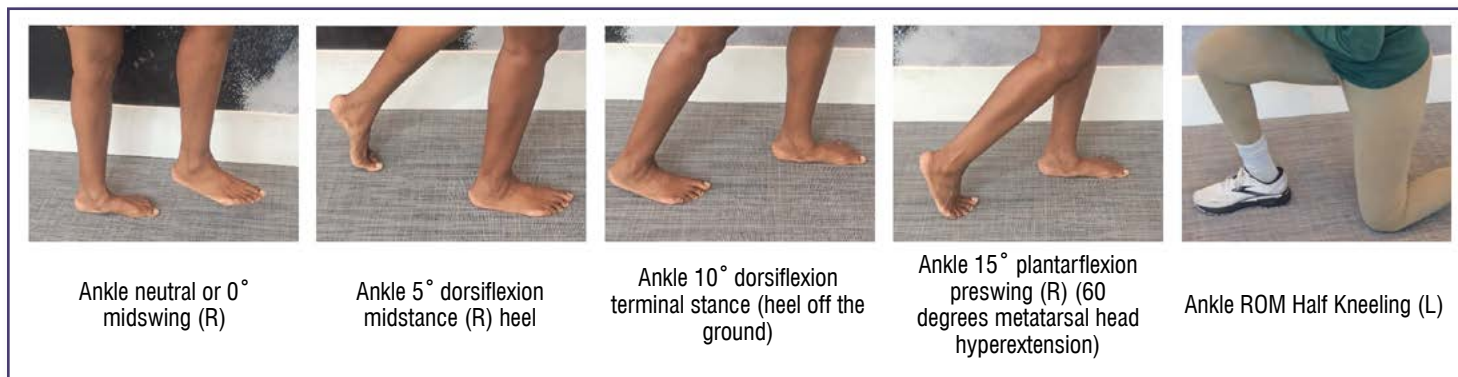 Ankle neutral or 0°
midswing (R)
Ankle 5° dorsiflexion
midstance (R) heel
Ankle 10° dorsiflexion
terminal stance (heel off the
ground)
Ankle 15° plantarflexion
preswing (R) (60
degrees metatarsal head
hyperextension)
Ankle ROM Half Kneeling (L)